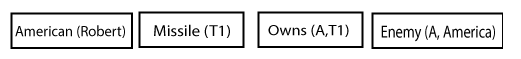 American (Robert)
Missile (T1)
Owns (A,T1)
Enemy (A, America)